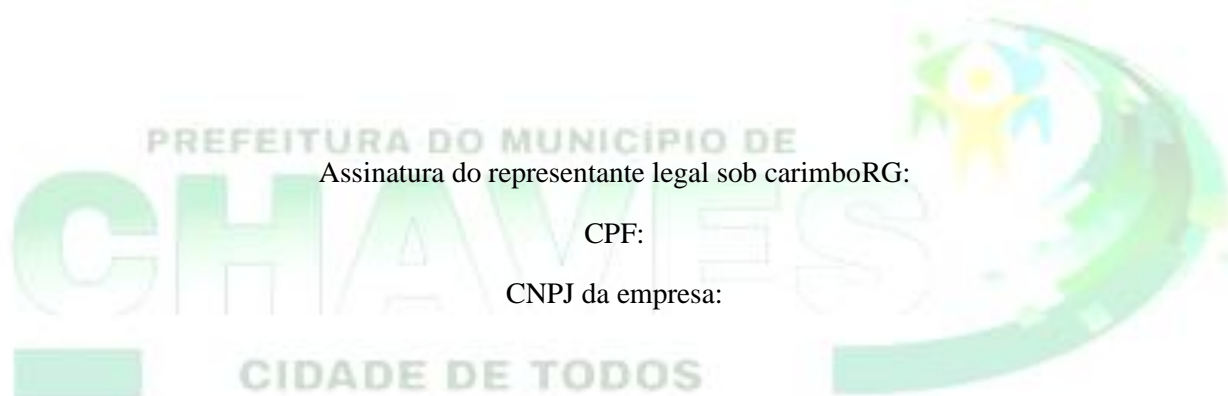 PREFEITURA DO MUNICÍPIO DE
Assinatura do representante legal sob carimboRG:
CHAVES
CPF:
CNPJ da empresa:
CIDADE DE TODOS